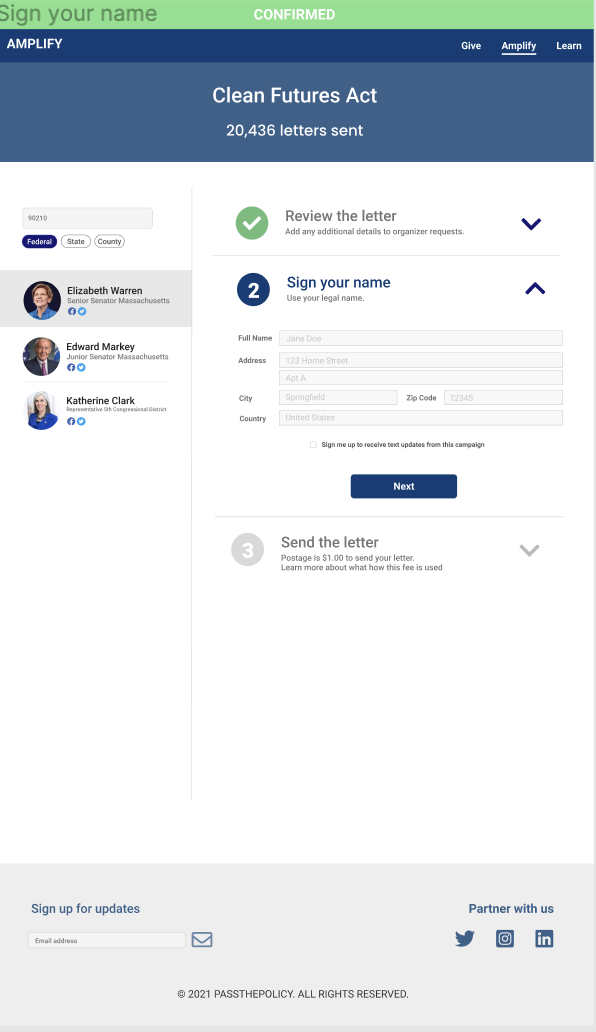 Sign your name
CONFIRMED
AMPLIFY
Give Amplify Learn
Clean Futures Act
20,436 letters sent
90210
Federal State County
Elizabeth Warren
Senior Senator Massachusetts
Edward Markey
Junior Senator Massachusetts
Katherine Clark
Representative 5th Congressional District
Review the letter
Add any additional details to organizer requests.
2
Sign your name
Use your legal name.
Full Name Jane Doe
Address 123 Home Street
Apt A
City Springfield Zip Code 12345
Country United States
Sign me up to receive text updates from this campaign
Next
3
Send the letter
Postage is $1.00 to send your letter.
Learn more about what how this fee is used
Sign up for updates
Email address
Partner with us
© 2021 PASSTHEPOLICY. ALL RIGHTS RESERVED.